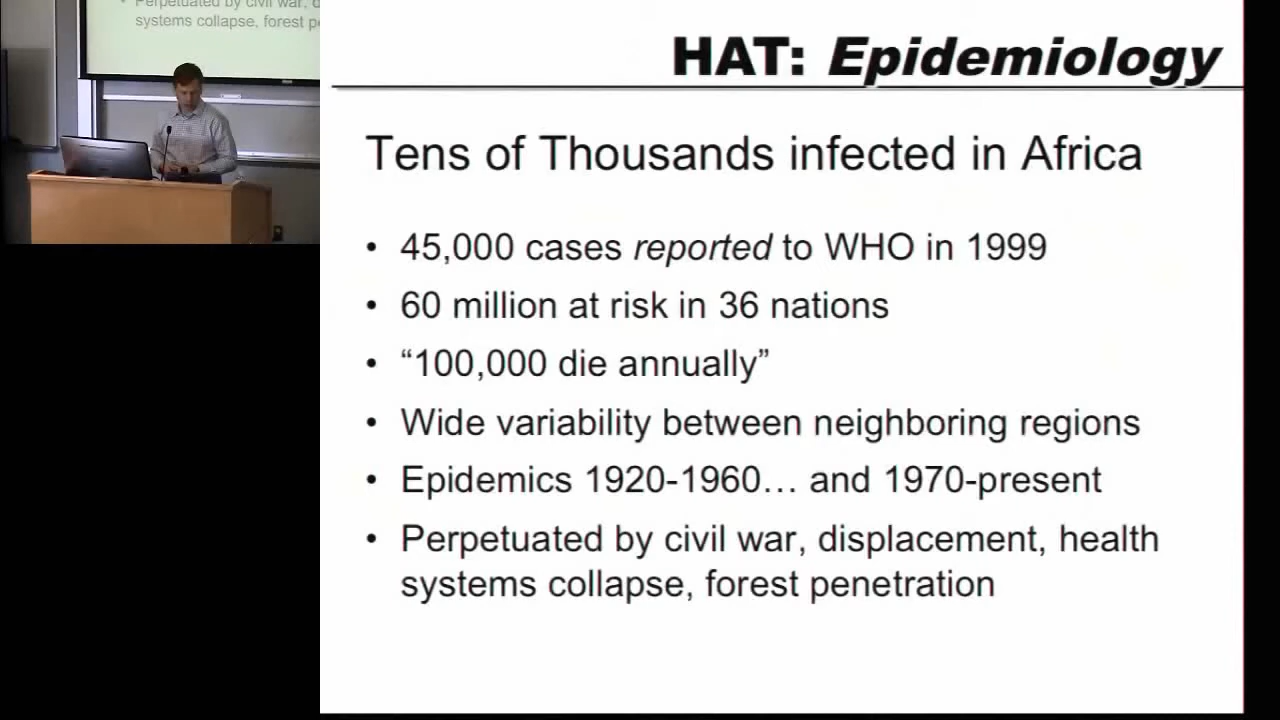 Perpetuated by civil war,
systems collapse, forest
HAT: Epidemiology
Tens of Thousands infected in Africa
• 45,000 cases reported to WHO in 1999
• 60 million at risk in 36 nations
• “100,000 die annually”
• Wide variability between neighboring regions
• Epidemics 1920-1960… and 1970-present
• Perpetuated by civil war, displacement, health
systems collapse, forest penetration